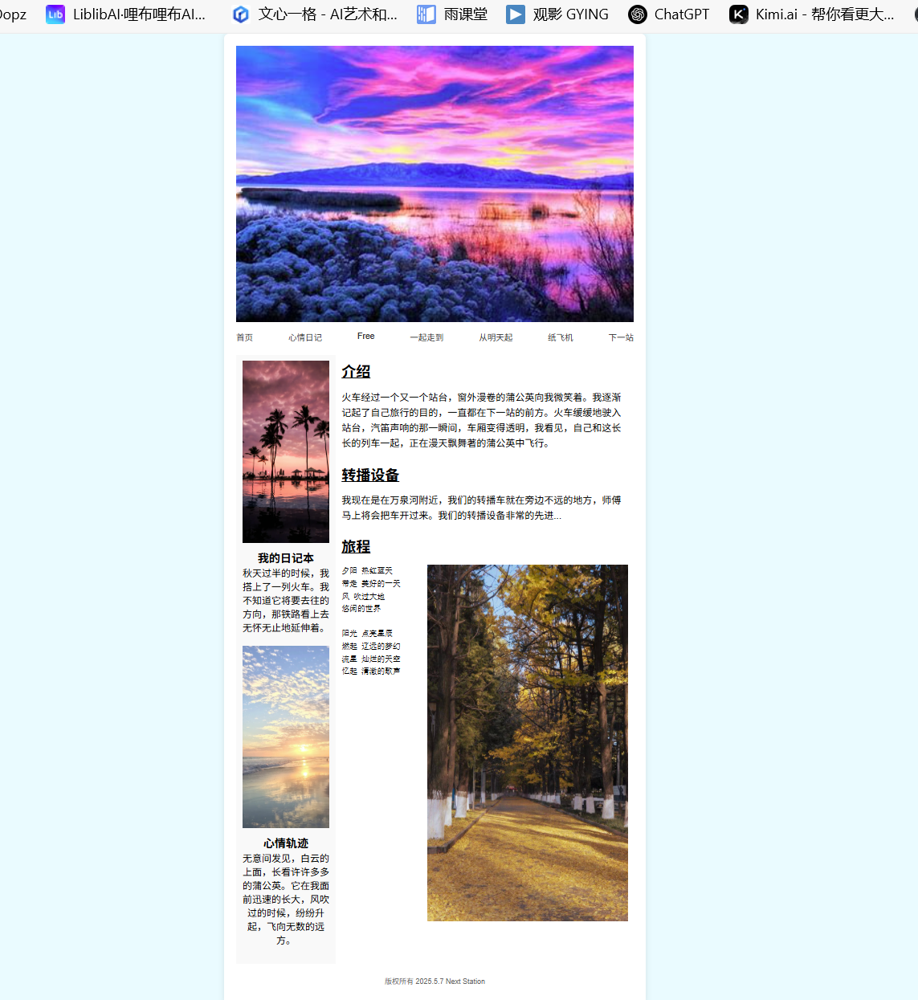 Dopz
LiblibAI·哩布哩布AI...
文心一格 - AI艺术和...
雨课堂
观影 GYING
ChatGPT
Kimi.ai - 帮你看更大...
首页
心情日记
Free
一起走到
从明天起
纸飞机
下一站
我的日记本
秋天过半的时候，我
搭上了一列火车。我
不知道它将要去往的
方向，那铁路看上去
无怀无止地延伸着。
心情轨迹
无意间发见，白云的
上面，长看许许多多
的蒲公英。它在我面
前迅速的长大，风吹
过的时候，纷纷升
起，飞向无数的远
方。
介绍
火车经过一个又一个站台，窗外漫卷的蒲公英向我微笑着。我逐渐
记起了自己旅行的目的，一直都在下一站的前方。火车缓缓地驶入
站台，汽笛声响的那一瞬间，车厢变得透明，我看见，自己和这长
长的列车一起，正在漫天飘舞著的蒲公英中飞行。
转播设备
我现在是在万泉河附近，我们的转播车就在旁边不远的地方，师傅
马上将会把车开过来。我们的转播设备非常的先进...
旅程
夕阳 热红蓝天
带走 美好的一天
风 吹过大地
悠闲的世界
阳光 点亮星辰
燃起 辽远的梦幻
流星 灿烂的天空
忆起 清澈的歌声
版权所有 2025.5.7 Next Station